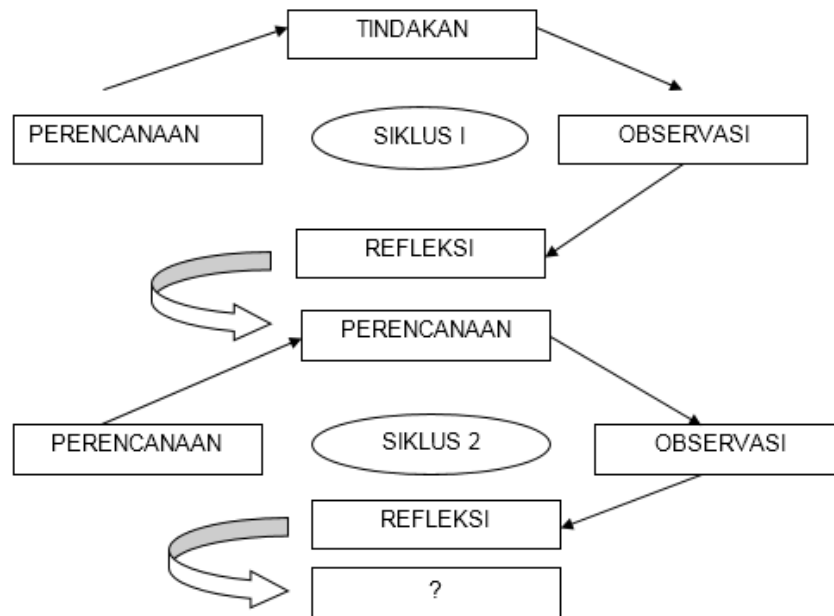 TINDAKAN
PERENCANAAN
SIKLUS I
OBSERVASI
REFLEKSI
PERENCANAAN
PERENCANAAN
SIKLUS 2
OBSERVASI
REFLEKSI
?